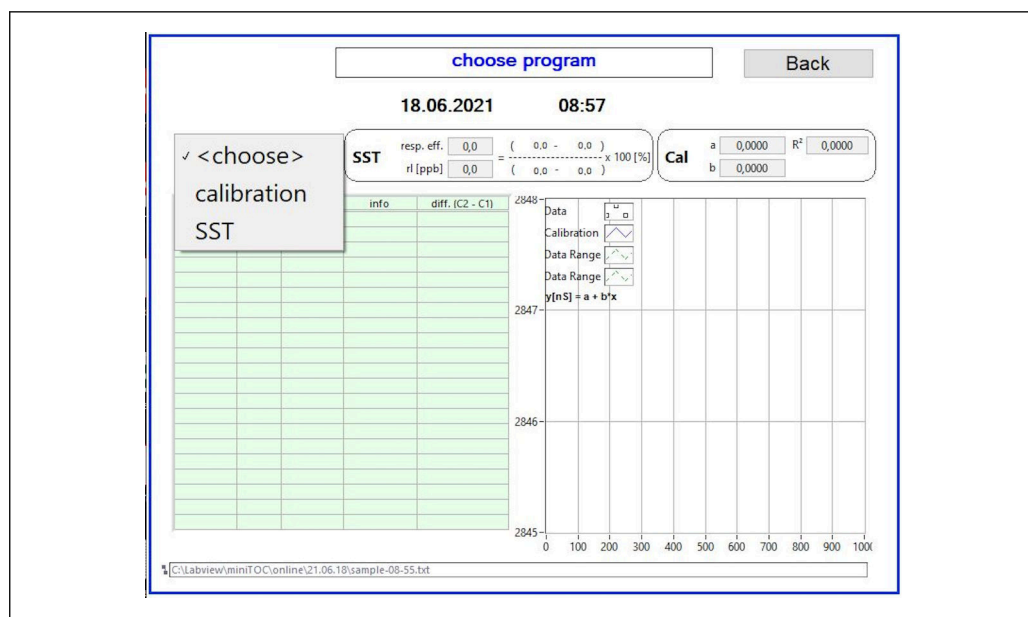 choose program
Back
18.06.2021 08:57
✓ <choose>
calibration
SST
SST
resp. eff. 0,0 = ( 0,0 - 0,0 ) x 100 [%]
rl [ppb] 0,0 ( 0,0 - 0,0 )
Cal
a 0,0000 R² 0,0000
b 0,0000
info diff. (C2 - C1)
2848
Data
Calibration
Data Range
Data Range
y[nS] = a + b*x
2847
2846
2845
0 100 200 300 400 500 600 700 800 900 1000
C:\Labview\miniTOC\online\21.06.18\sample-08-55.txt